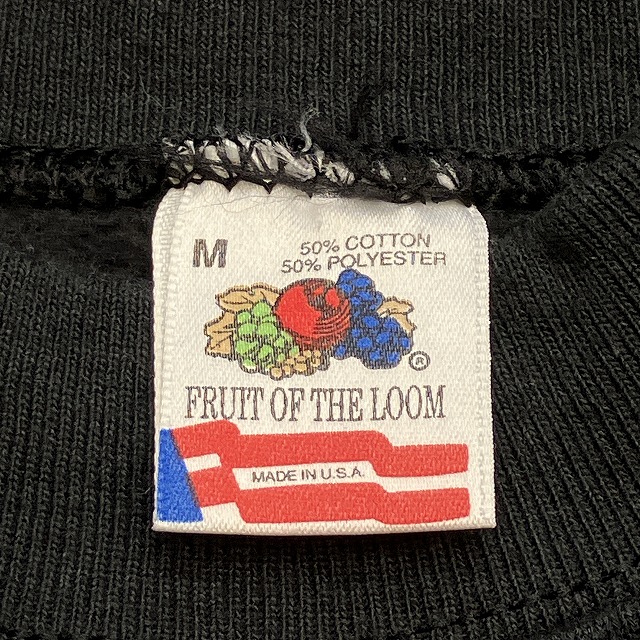 M
50% COTTON
50% POLYESTER
®
FRUIT OF THE LOOM
MADE IN U.S.A.